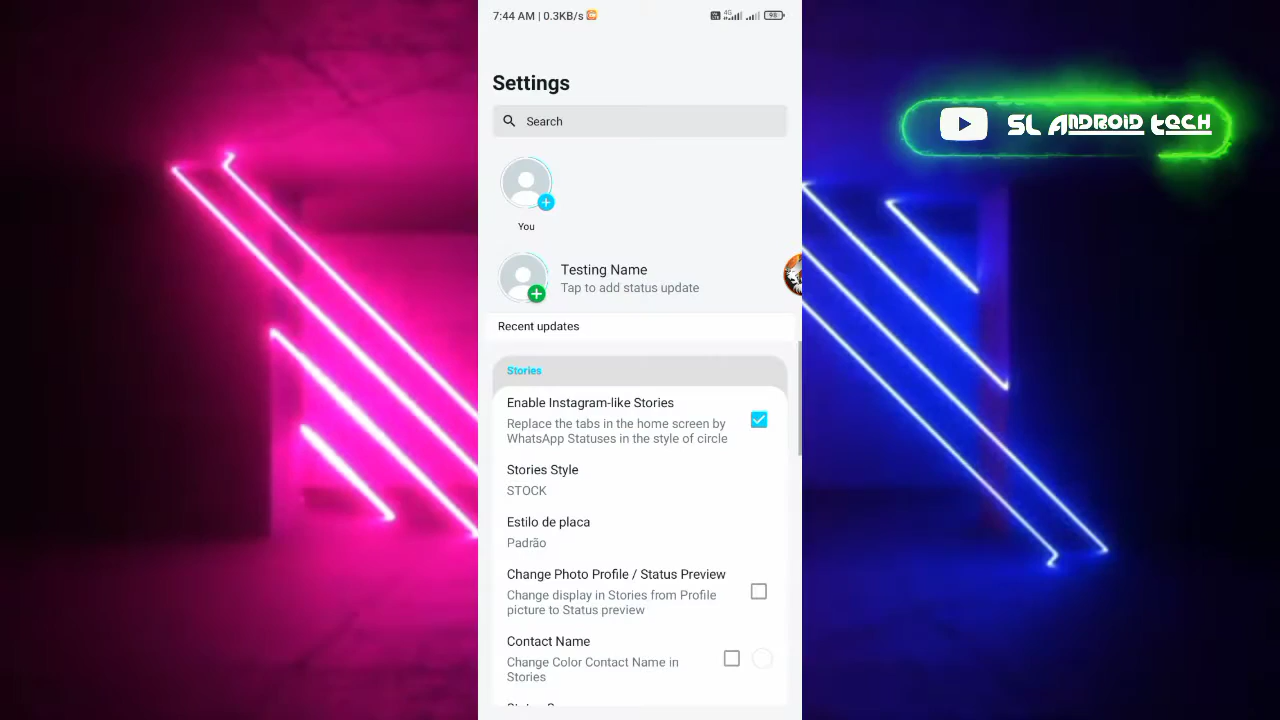 7:44 AM | 0.3KB/s
4G
98
Settings
Search
SL ANDROID TECH
You
Testing Name
Tap to add status update
Recent updates
Stories
Enable Instagram-like Stories
Replace the tabs in the home screen by
WhatsApp Statuses in the style of circle
Stories Style
STOCK
Estilo de placa
Padrão
Change Photo Profile / Status Preview
Change display in Stories from Profile
picture to Status preview
Contact Name
Change Color Contact Name in
Stories